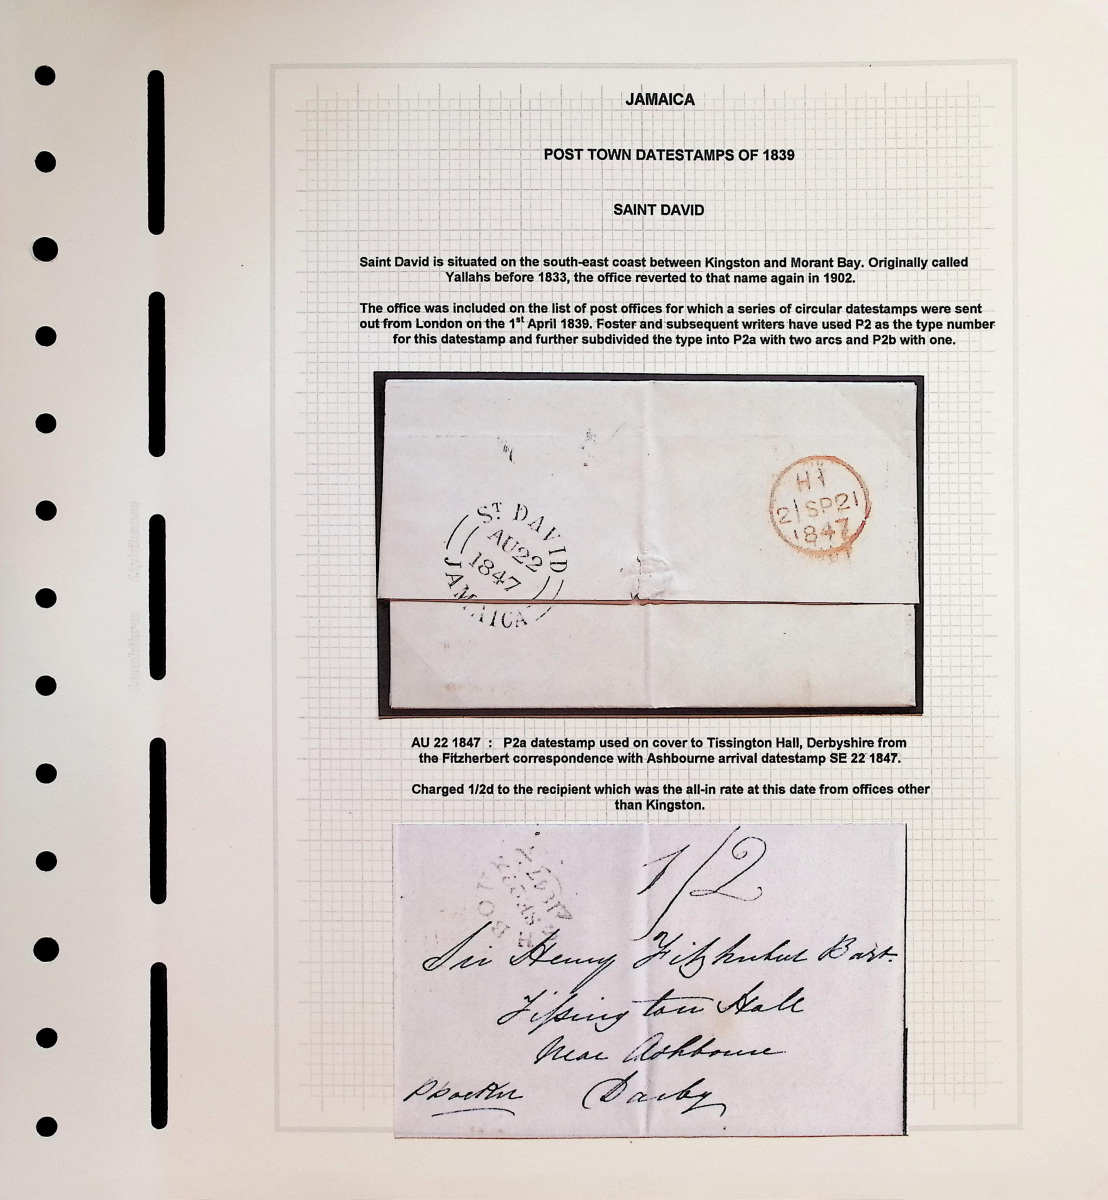 JAMAICA
POST TOWN DATESTAMPS OF 1839
SAINT DAVID
Saint David is situated on the south-east coast between Kingston and Morant Bay. Originally called
Yallahs before 1833, the office reverted to that name again in 1902.
The office was included on the list of post offices for which a series of circular datestamps were sent
out from London on the 1st April 1839. Foster and subsequent writers have used P2 as the type number
for this datestamp and further subdivided the type into P2a with two arcs and P2b with one.
ST DAVID
AU22
1847
JAMAICA
21 SP 21
1847
AU 22 1847 : P2a datestamp used on cover to Tissington Hall, Derbyshire from
the Fitzherbert correspondence with Ashbourne arrival datestamp SE 22 1847.
Charged 1/2d to the recipient which was the all-in rate at this date from offices other
than Kingston.
1/2
Sir Henry Fitzherbert Bart.
Tissington Hall
Near Ashborne
Darby